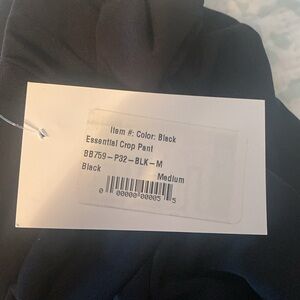 Item #: Color: Black
Essential Crop Pant
BB759-P32-BLK-M
Black Medium
0 00000 00005 5